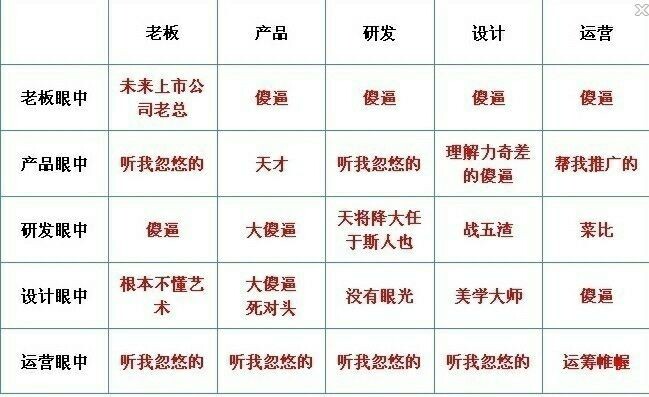 老板 产品 研发 设计 运营
老板眼中 未来上市公司老总 傻逼 傻逼 傻逼 傻逼
产品眼中 听我忽悠的 天才 听我忽悠的 理解力奇差的傻逼 帮我推广的
研发眼中 傻逼 大傻逼 天将降大任于斯人也 战五渣 菜比
设计眼中 根本不懂艺术 大傻逼死对头 没有眼光 美学大师 傻逼
运营眼中 听我忽悠的 听我忽悠的 听我忽悠的 听我忽悠的 运筹帷幄